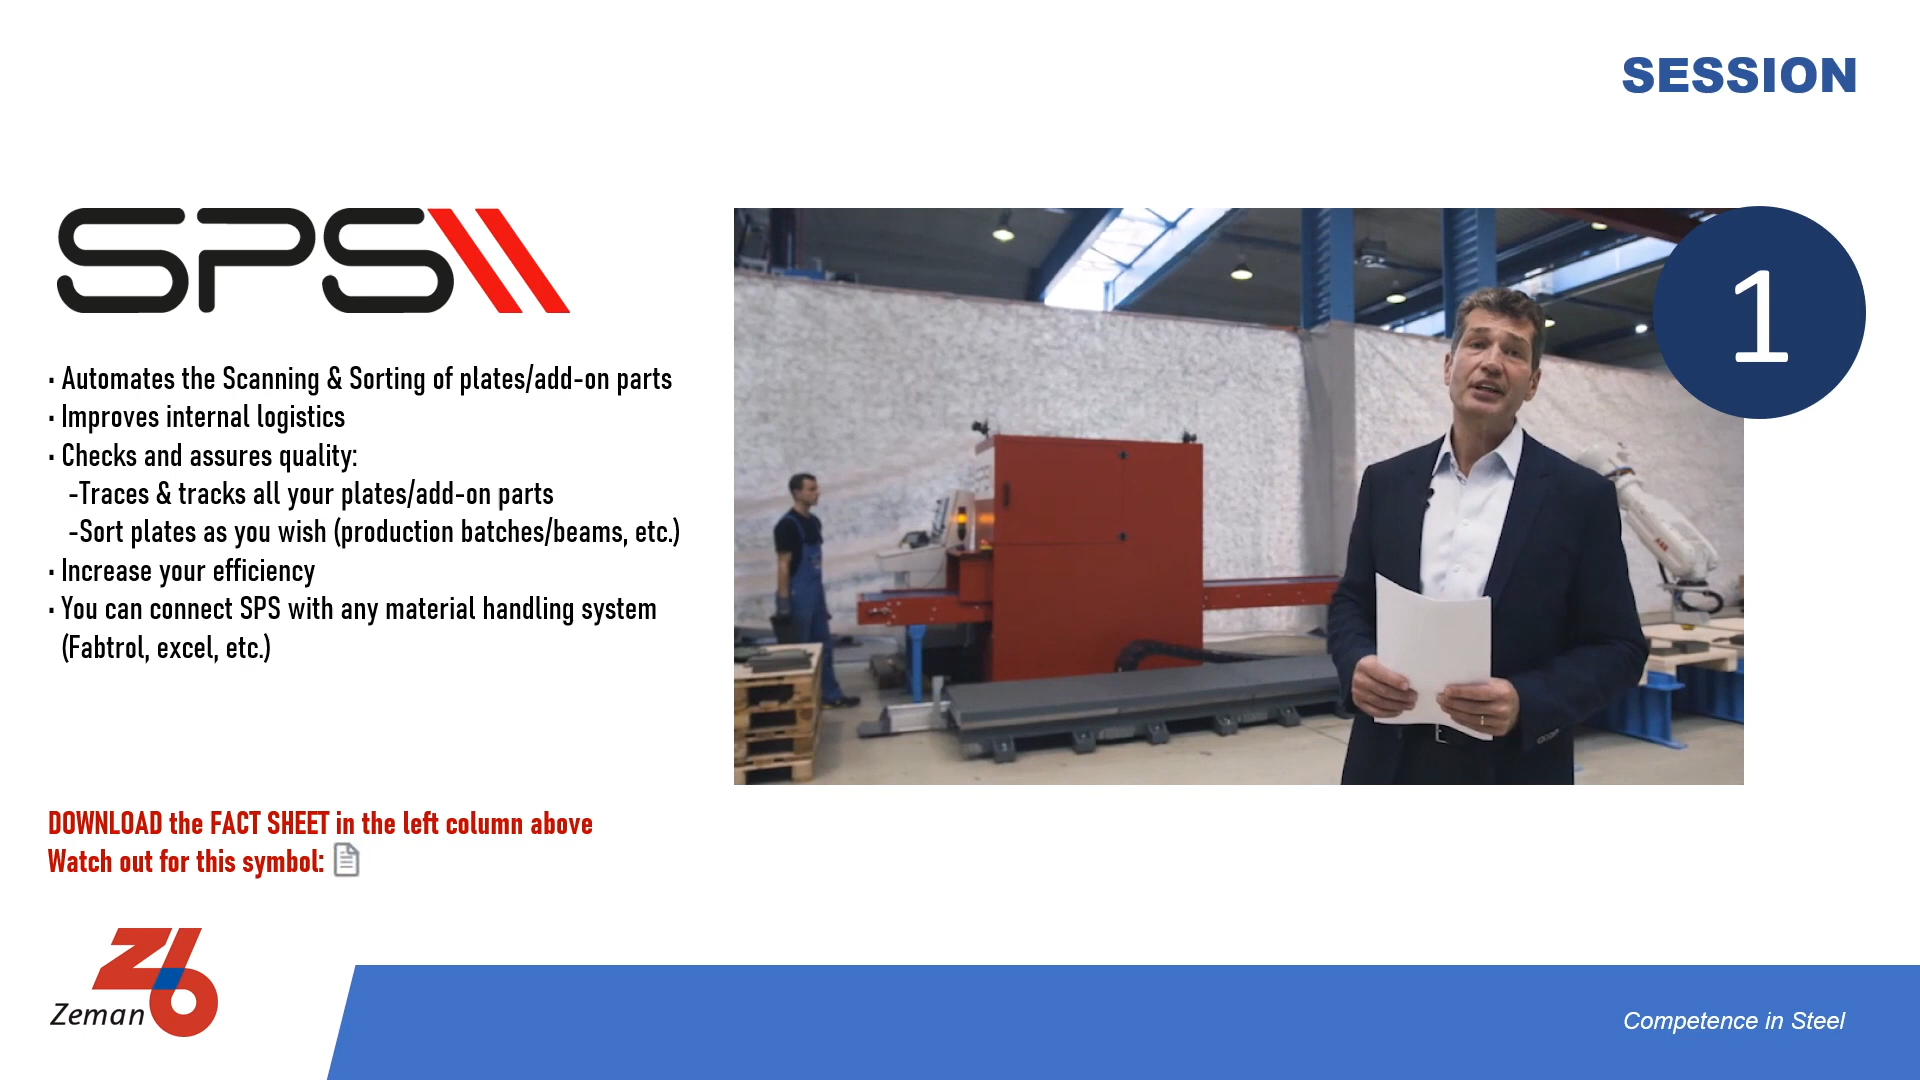 SESSION
SPS
1
· Automates the Scanning & Sorting of plates/add-on parts
· Improves internal logistics
· Checks and assures quality:
-Traces & tracks all your plates/add-on parts
-Sort plates as you wish (production batches/beams, etc.)
· Increase your efficiency
· You can connect SPS with any material handling system
(Fabtrol, excel, etc.)
ABB
DOWNLOAD the FACT SHEET in the left column above
Watch out for this symbol:
Zeman
Competence in Steel